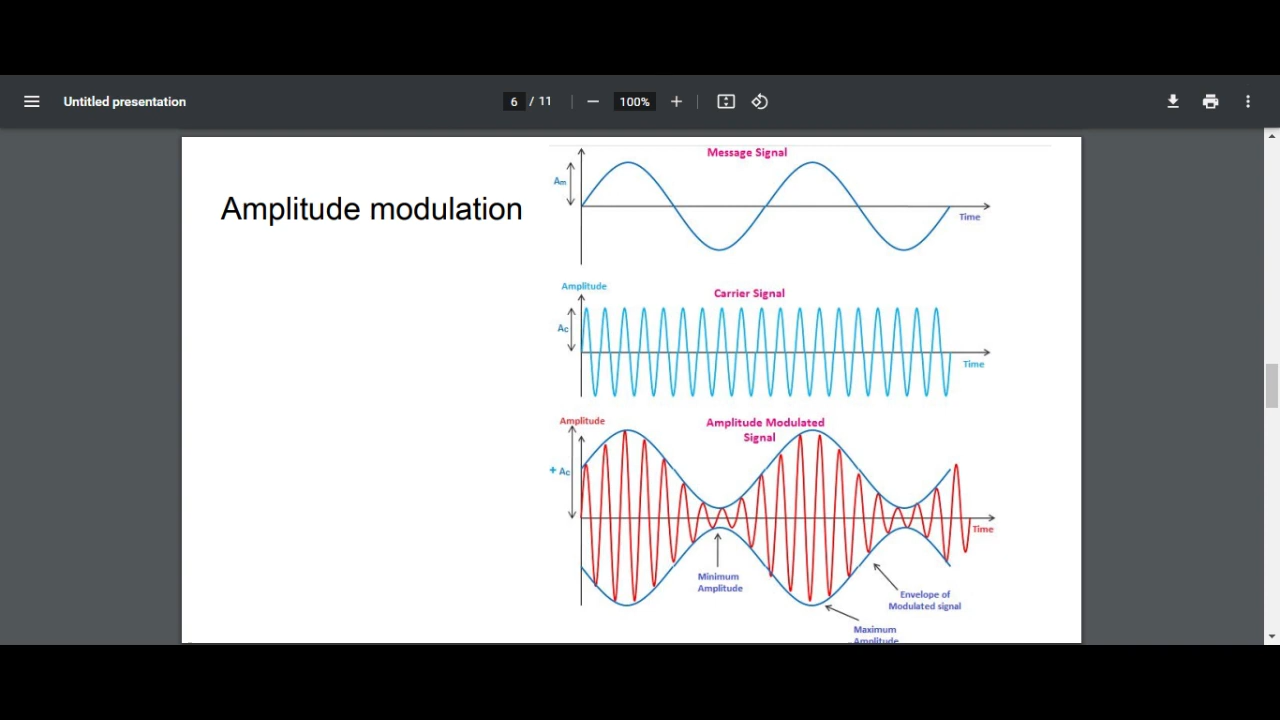 Untitled presentation
6 / 11
100%
Amplitude modulation
Message Signal
Am
Time
Amplitude
Carrier Signal
Ac
Time
Amplitude
Amplitude Modulated
Signal
+ Ac
Time
Minimum
Amplitude
Envelope of
Modulated signal
Maximum
Amplitude